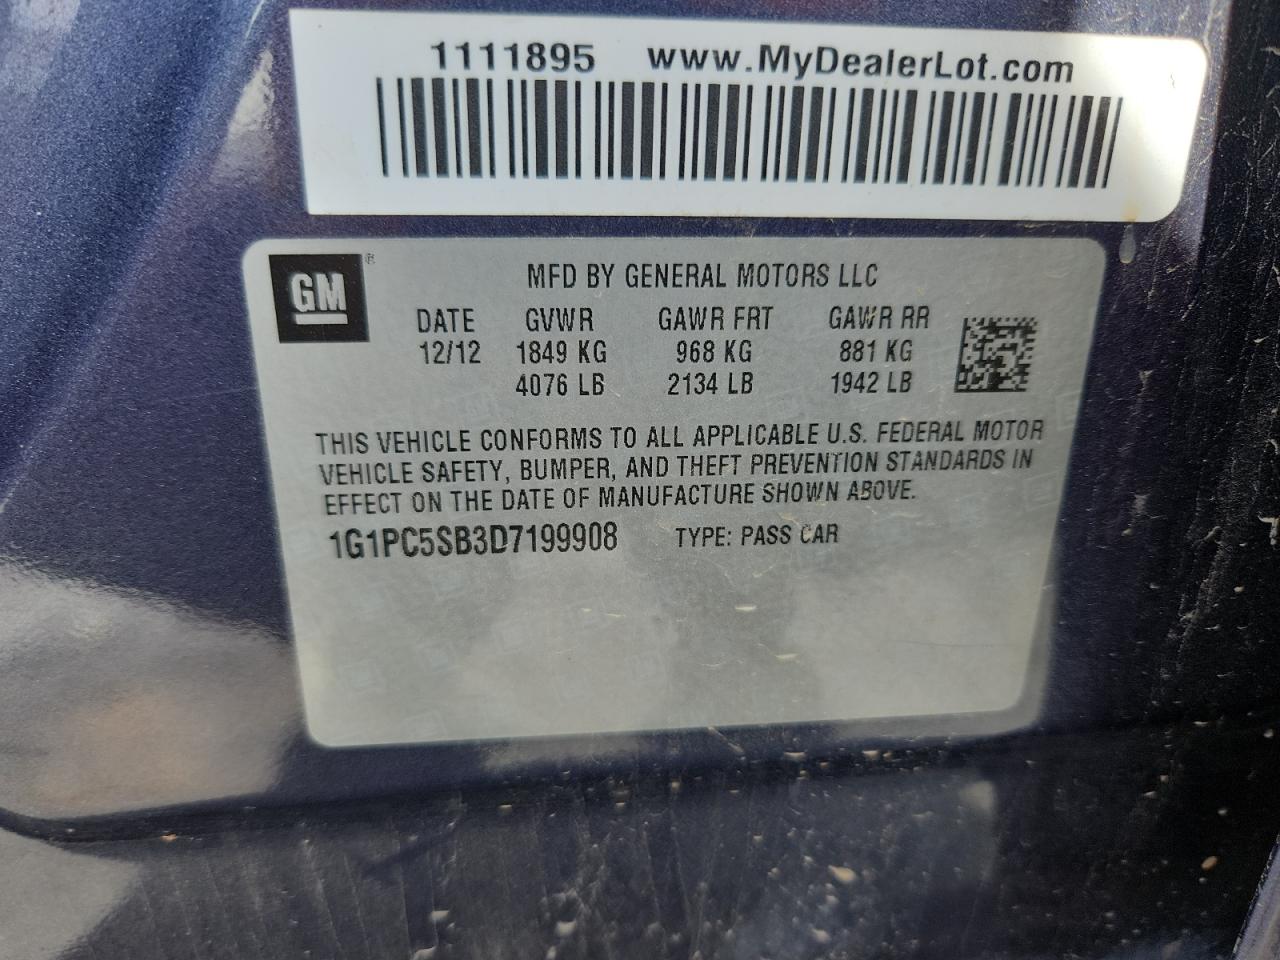 1111895 www.MyDealerLot.com
GM®
MFD BY GENERAL MOTORS LLC
DATE GVWR GAWR FRT GAWR RR
12/12 1849 KG 968 KG 881 KG
4076 LB 2134 LB 1942 LB
THIS VEHICLE CONFORMS TO ALL APPLICABLE U.S. FEDERAL MOTOR
VEHICLE SAFETY, BUMPER, AND THEFT PREVENTION STANDARDS IN
EFFECT ON THE DATE OF MANUFACTURE SHOWN ABOVE.
1G1PC5SB3D7199908 TYPE: PASS CAR